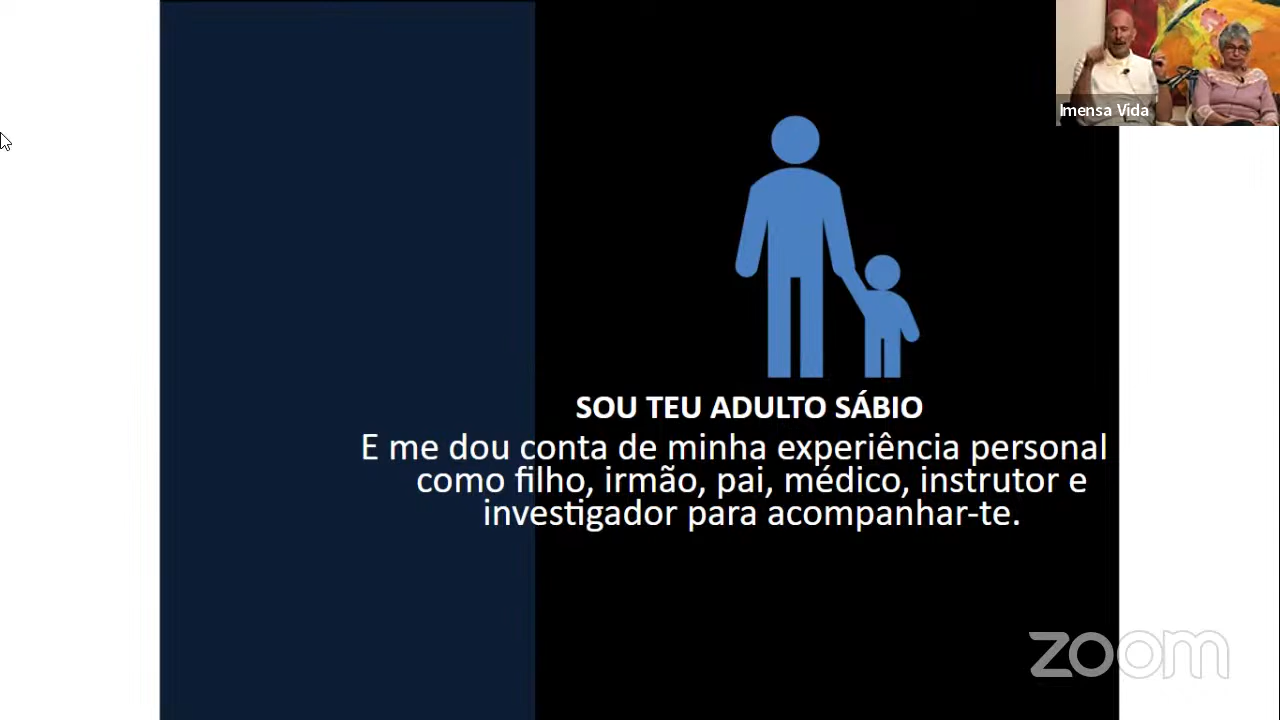 Imensa Vida
SOU TEU ADULTO SÁBIO
E me dou conta de minha experiência personal
como filho, irmão, pai, médico, instrutor e
investigador para acompanhar-te.
zoom